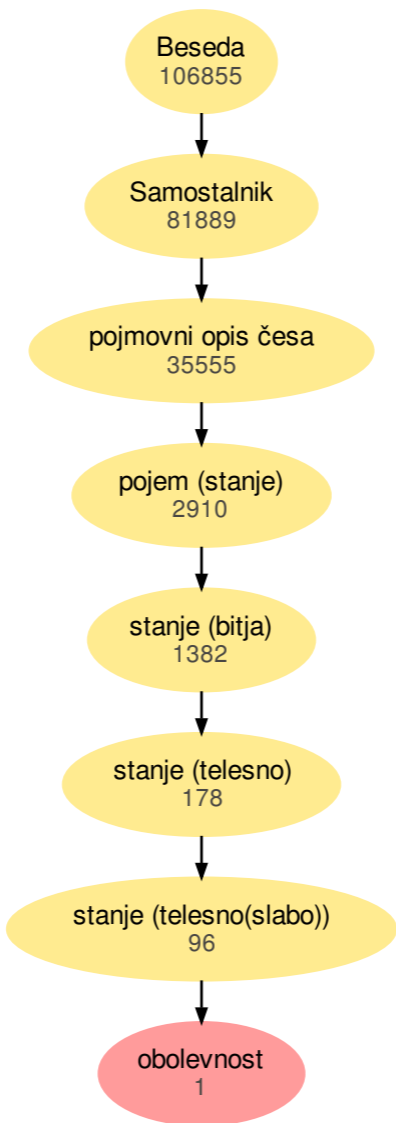 Beseda
106855
Samostalnik
81889
pojmovni opis česa
35555
pojem (stanje)
2910
stanje (bitja)
1382
stanje (telesno)
178
stanje (telesno(slabo))
96
obolevnost
1